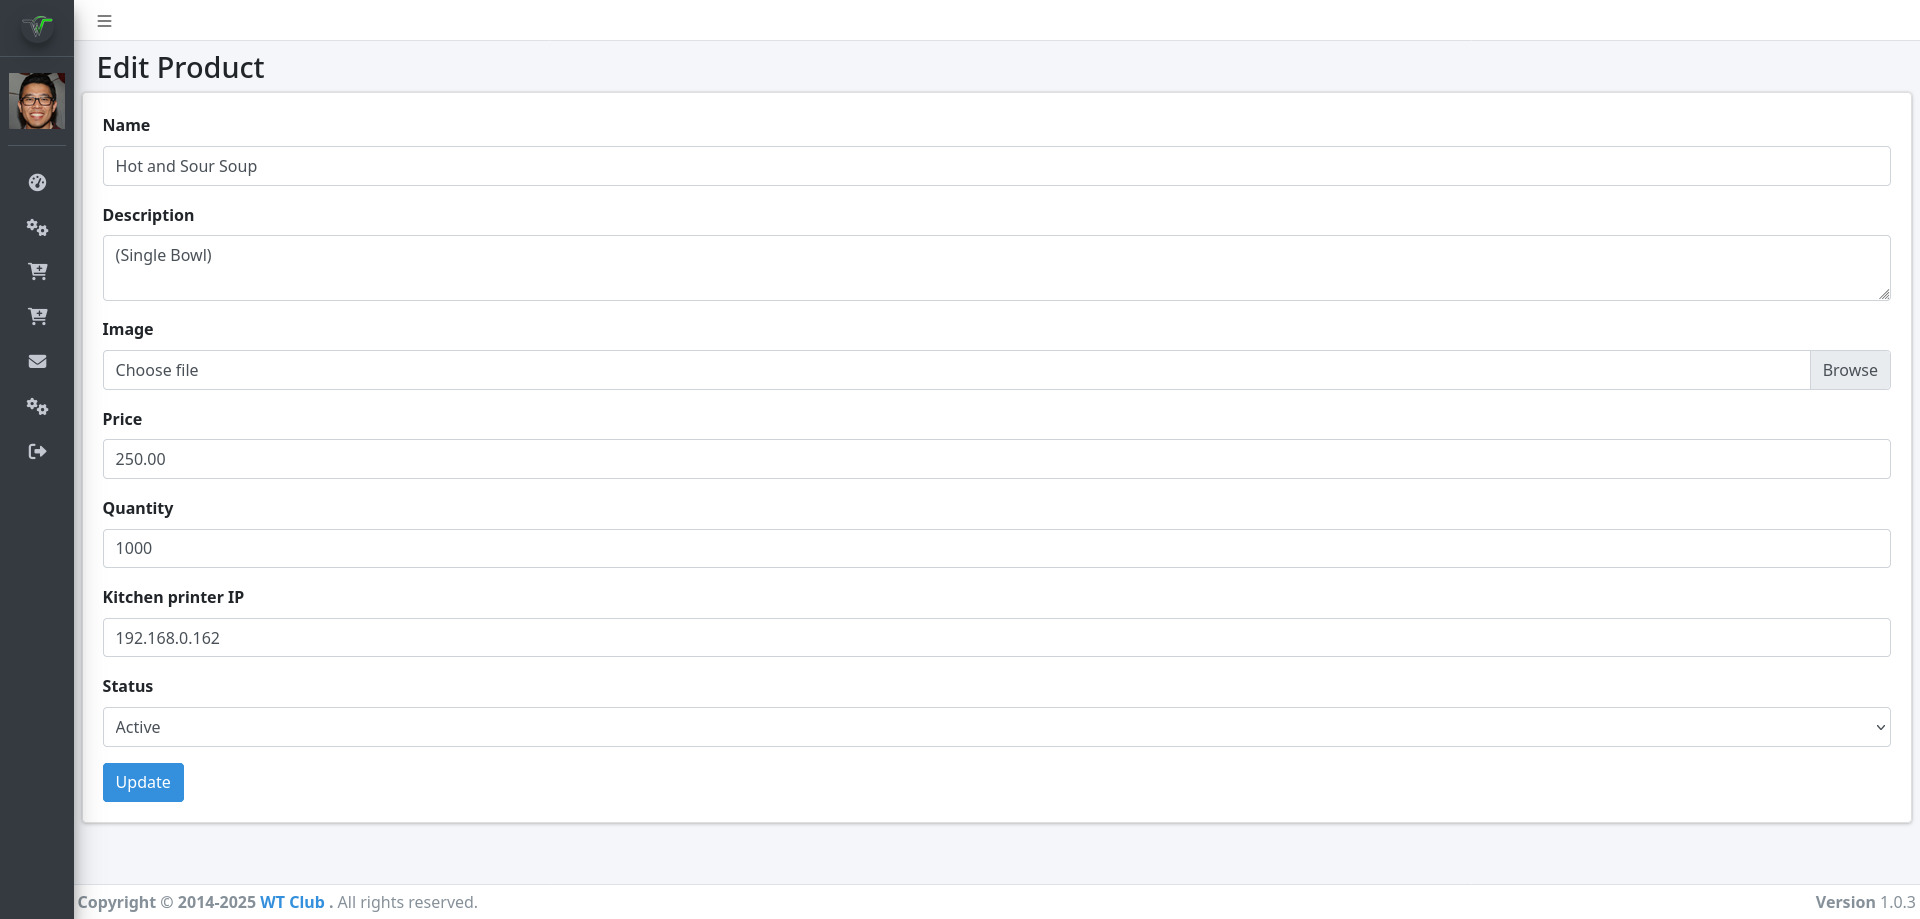 Edit Product
Name
Hot and Sour Soup
Description
(Single Bowl)
Image
Choose file
Browse
Price
250.00
Quantity
1000
Kitchen printer IP
192.168.0.162
Status
Active
Update
Copyright © 2014-2025 WT Club . All rights reserved.
Version 1.0.3